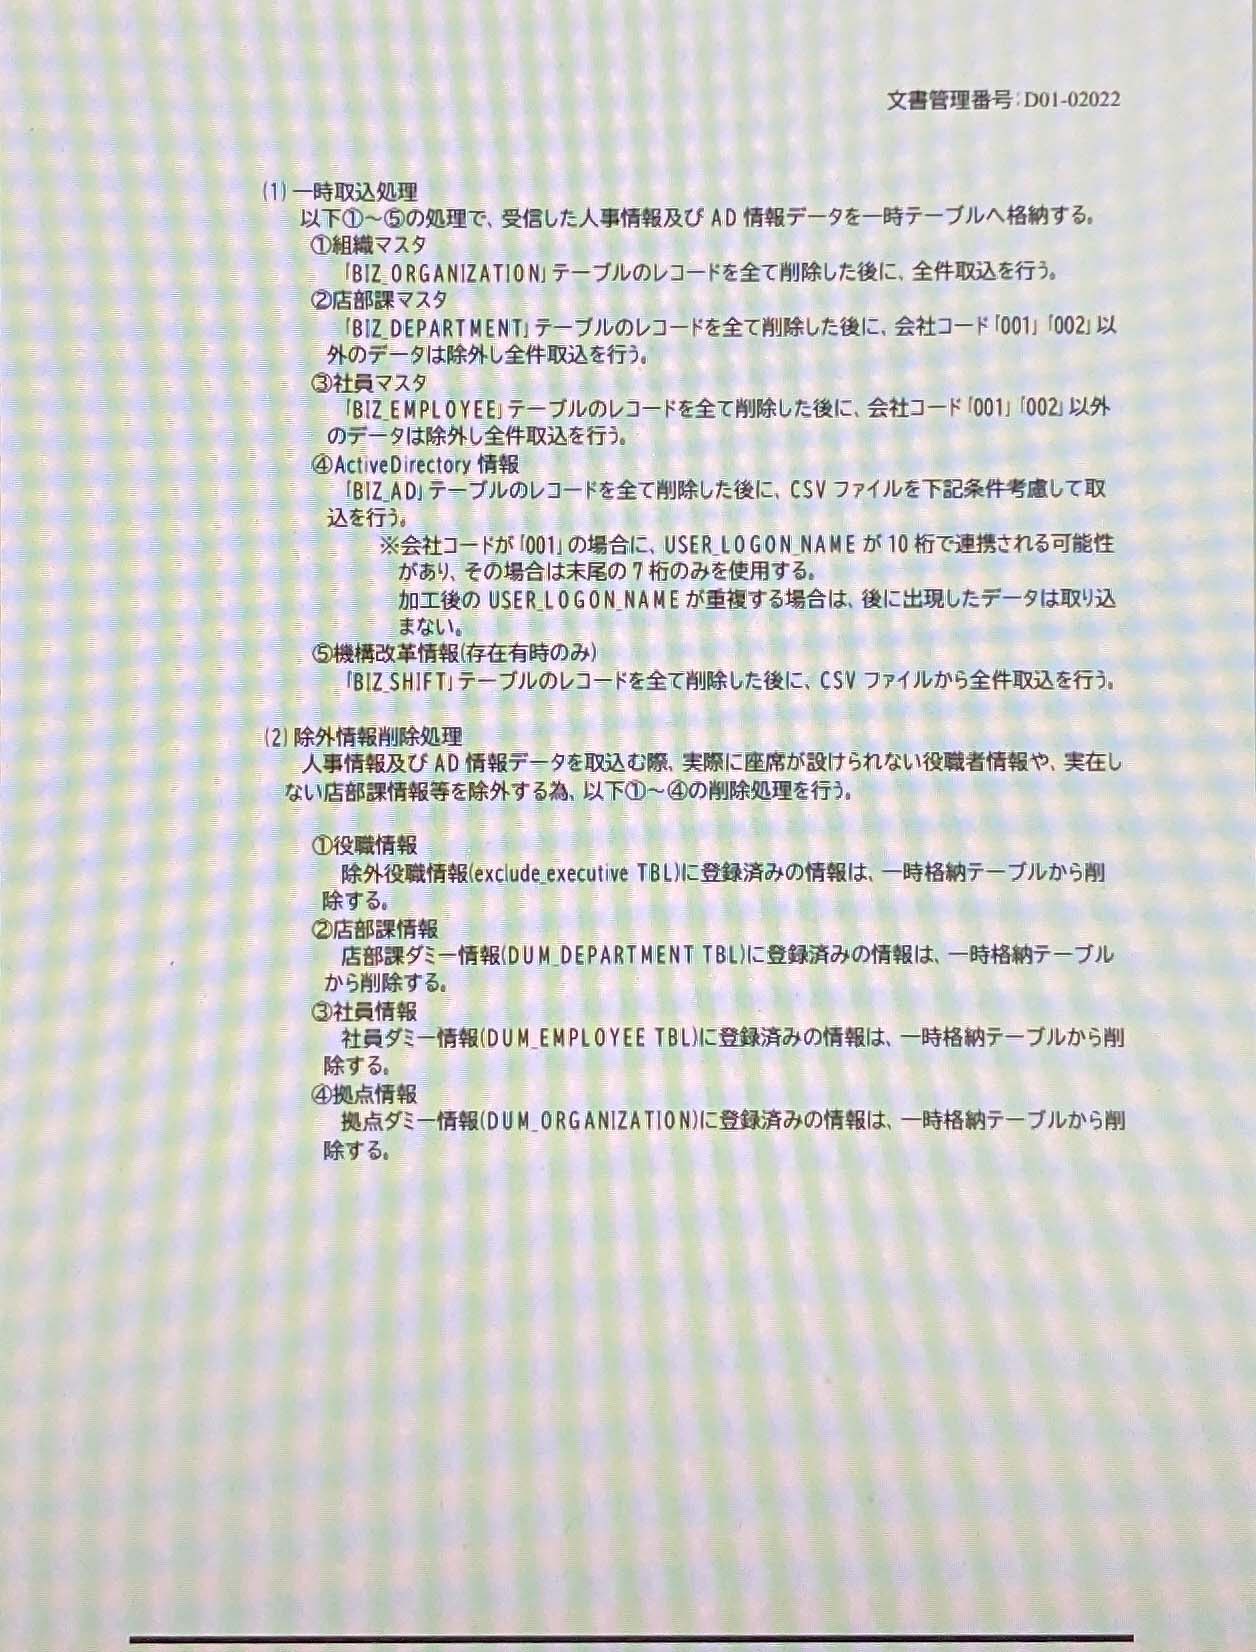 文書管理番号:D01-02022
(1) 一時取込処理
以下①～⑤の処理で、受信した人事情報及び AD 情報データを一時テーブルへ格納する。
①組織マスタ
「BIZ_ORGANIZATION」テーブルのレコードを全て削除した後に、全件取込を行う。
②店部課マスタ
「BIZ_DEPARTMENT」テーブルのレコードを全て削除した後に、会社コード「001」「002」以
外のデータは除外し全件取込を行う。
③社員マスタ
「BIZ_EMPLOYEE」テーブルのレコードを全て削除した後に、会社コード「001」「002」以外
のデータは除外し全件取込を行う。
④ActiveDirectory 情報
「BIZ_AD」テーブルのレコードを全て削除した後に、CSV ファイルを下記条件考慮して取
込を行う。
※会社コードが「001」の場合に、USER_LOGON_NAME が 10 桁で連携される可能性
があり、その場合は末尾の 7 桁のみを使用する。
加工後の USER_LOGON_NAME が重複する場合は、後に出現したデータは取り込
まない。
⑤機構改革情報(存在有時のみ)
「BIZ_SHIFT」テーブルのレコードを全て削除した後に、CSV ファイルから全件取込を行う。
(2) 除外情報削除処理
人事情報及び AD 情報データを取込む際、実際に座席が設けられない役職者情報や、実在し
ない店部課情報等を除外する為、以下①～④の削除処理を行う。
①役職情報
除外役職情報(exclude_executive TBL)に登録済みの情報は、一時格納テーブルから削
除する。
②店部課情報
店部課ダミー情報(DUM_DEPARTMENT TBL)に登録済みの情報は、一時格納テーブル
から削除する。
③社員情報
社員ダミー情報(DUM_EMPLOYEE TBL)に登録済みの情報は、一時格納テーブルから削
除する。
④拠点情報
拠点ダミー情報(DUM_ORGANIZATION)に登録済みの情報は、一時格納テーブルから削
除する。